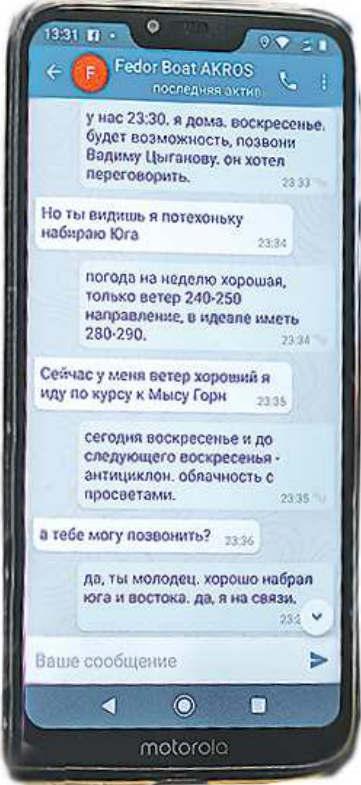 13:31
F Fedor Boat AKROS
последняя актив
у нас 23:30. я дома. воскресенье.
будет возможность, позвони
Вадиму Цыганову. он хотел
переговорить.
23:33
Но ты видишь я потехоньку
набираю Юга
23:34
погода на неделю хорошая,
только ветер 240-250
направление, в идеале иметь
280-290.
23:34
Сейчас у меня ветер хороший я
иду по курсу к Мысу Горн
23:35
сегодня воскресенье и до
следующего воскресенья -
антициклон. облачность с
просветами.
23:35
а тебе могу позвонить? 23:36
да, ты молодец. хорошо набрал
юга и востока. да, я на связи.
Ваше сообщение
motorola